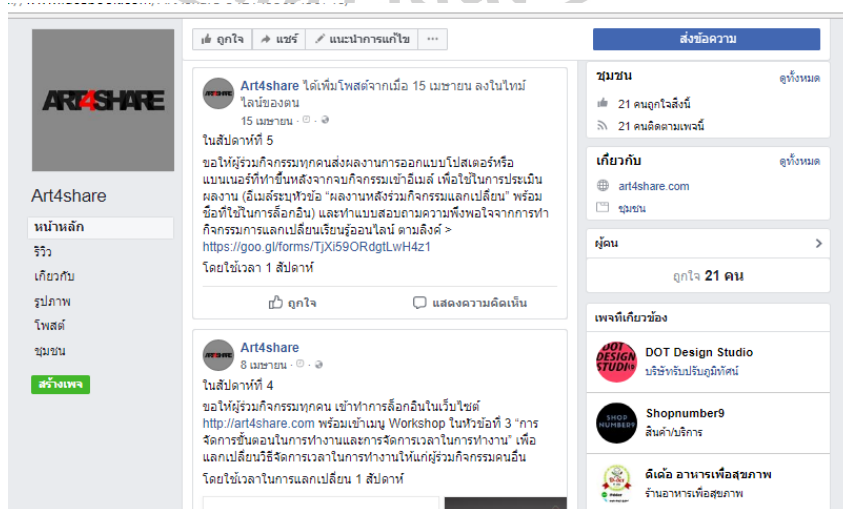 ART4SHARE
Art4share
หน้าหลัก
รีวิว
เกี่ยวกับ
รูปภาพ
โพสต์
ชุมชน
สร้างเพจ
ถูกใจ
แชร์
แนะนำการแก้ไข
...
Art4share ได้เพิ่มโพสต์จากเมื่อ 15 เมษายน ลงในไทม์
ไลน์ของตน
15 เมษายน ·
ในสัปดาห์ที่ 5
ขอให้ผู้ร่วมกิจกรรมทุกคนส่งผลงานการออกแบบโปสเตอร์หรือ
แบนเนอร์ที่ทำขึ้นหลังจากจบกิจกรรมเข้าอีเมล์ เพื่อใช้ในการประเมิน
ผลงาน (อีเมล์ระบุหัวข้อ “ผลงานหลังร่วมกิจกรรมแลกเปลี่ยน” พร้อม
ชื่อที่ใช้ในการล็อกอิน) และทำแบบสอบถามความพึงพอใจจากการทำ
กิจกรรมการแลกเปลี่ยนเรียนรู้ออนไลน์ ตามลิงค์ >
https://goo.gl/forms/TjXi59ORdgtLwH4z1
โดยใช้เวลา 1 สัปดาห์
ถูกใจ
แสดงความคิดเห็น
Art4share
8 เมษายน ·
ในสัปดาห์ที่ 4
ขอให้ผู้ร่วมกิจกรรมทุกคน เข้าทำการล็อกอินในเว็บไซต์
http://art4share.com พร้อมเข้าเมนู Workshop ในหัวข้อที่ 3 “การ
จัดการขั้นตอนในการทำงานและการจัดการเวลาในการทำงาน” เพื่อ
แลกเปลี่ยนวิธีจัดการเวลาในการทำงานให้แก่ผู้ร่วมกิจกรรมคนอื่น
โดยใช้เวลาในการแลกเปลี่ยน 1 สัปดาห์
ส่งข้อความ
ชุมชน
ดูทั้งหมด
21 คนถูกใจสิ่งนี้
21 คนติดตามเพจนี้
เกี่ยวกับ
ดูทั้งหมด
art4share.com
ชุมชน
ผู้คน
ถูกใจ 21 คน
เพจที่เกี่ยวข้อง
DOT DESIGN STUDIO
DOT Design Studio
บริษัทรับปรับภูมิทัศน์
SHOP NUMBER9
Shopnumber9
สินค้า/บริการ
ดีเด้อ อาหารเพื่อสุขภาพ
ร้านอาหารเพื่อสุขภาพ